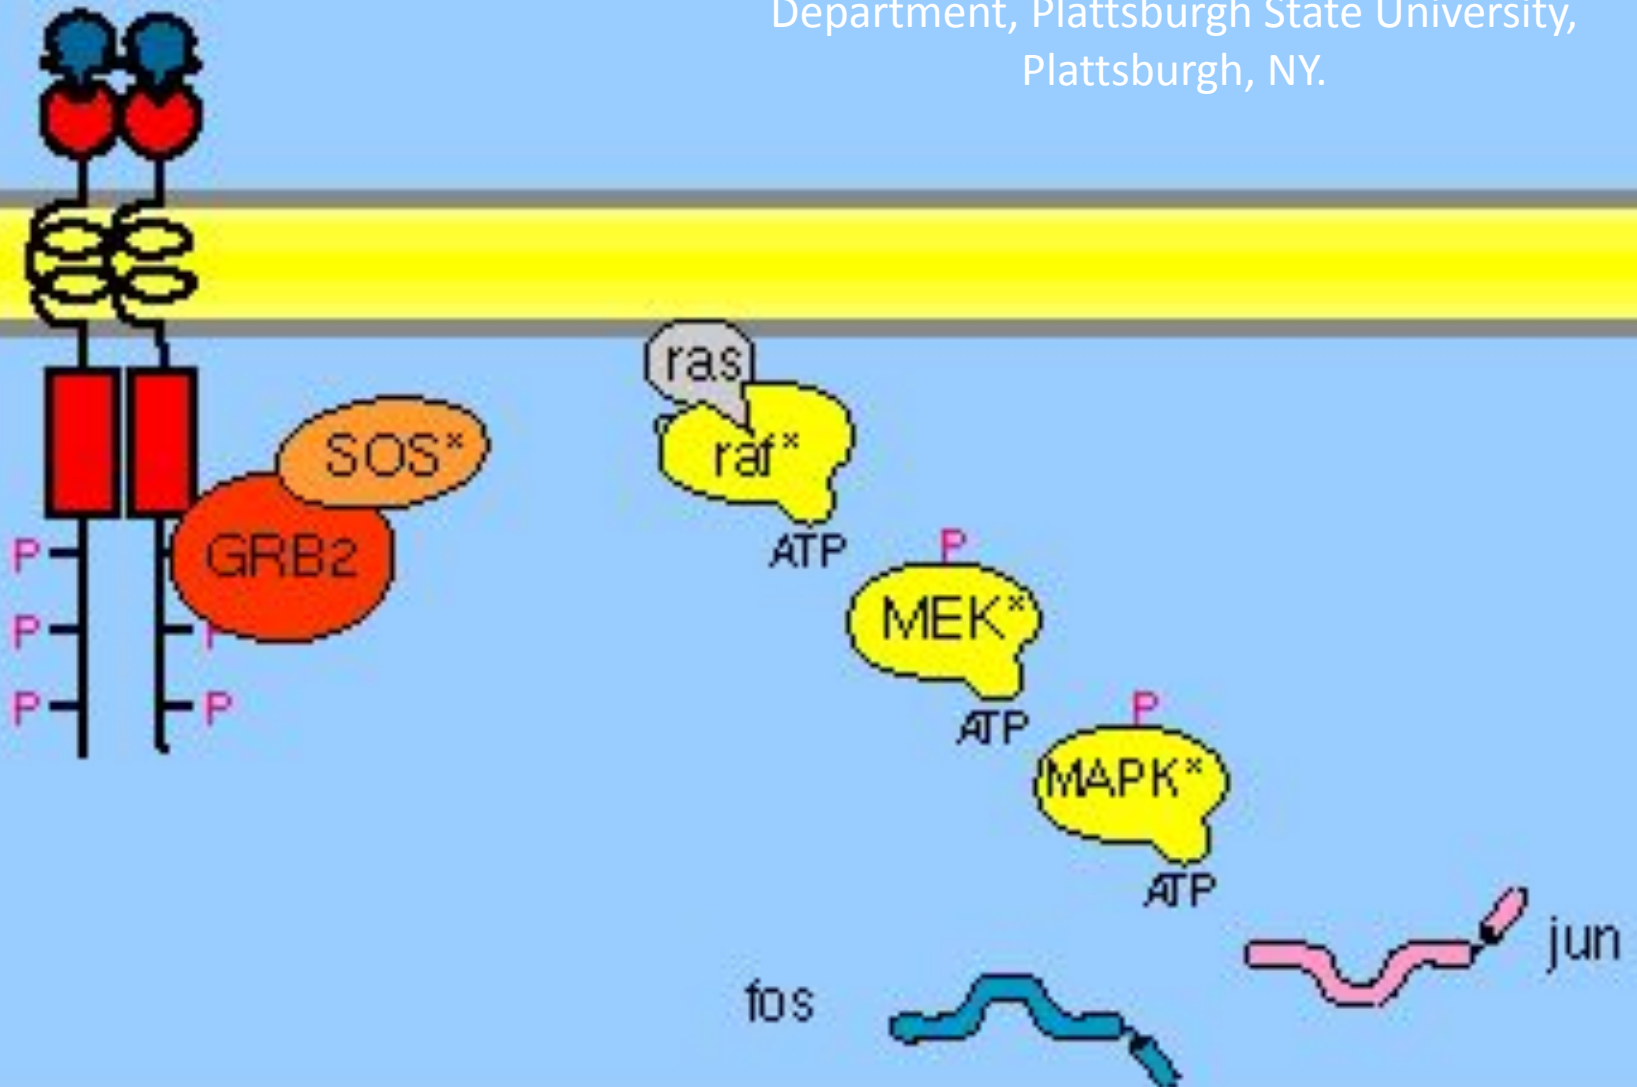 Department, Plattsburgh State University,
Plattsburgh, NY.
ras
SOS*
raf*
ATP
P
GRB2
P
MEK*
P
P
ATP
P
P
P
MAPK*
ATP
jun
fos